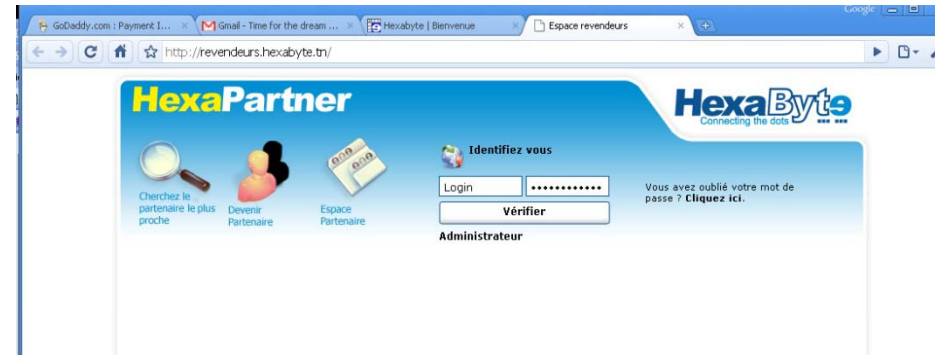 Google
GoDaddy.com : Payment I...
Gmail - Time for the dream ...
Hexabyte | Bienvenue
Espace revendeurs
http://revendeurs.hexabyte.tn/
HexaPartner
HexaByte
Connecting the dots
Cherchez le
partenaire le plus
proche
Devenir
Partenaire
Espace
Partenaire
Identifiez vous
Login
••••••••••••
Vérifier
Administrateur
Vous avez oublié votre mot de
passe ? Cliquez ici.